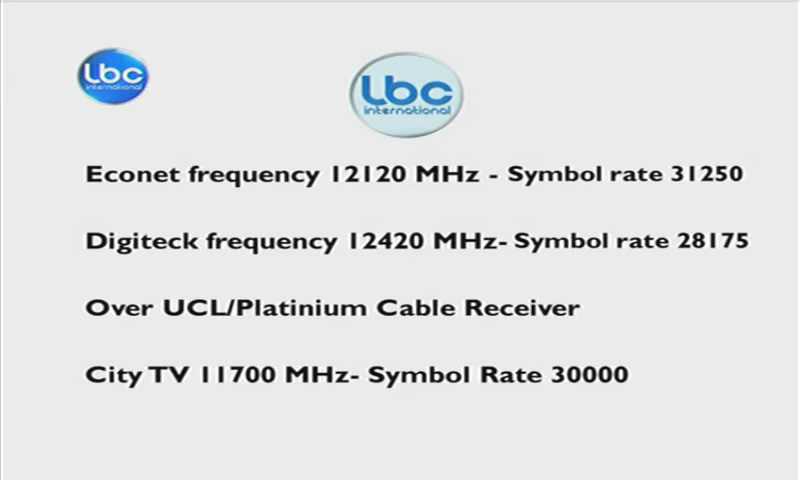 lbc
international
lbc
international
Econet frequency 12120 MHz - Symbol rate 31250
Digiteck frequency 12420 MHz- Symbol rate 28175
Over UCL/Platinium Cable Receiver
City TV 11700 MHz- Symbol Rate 30000